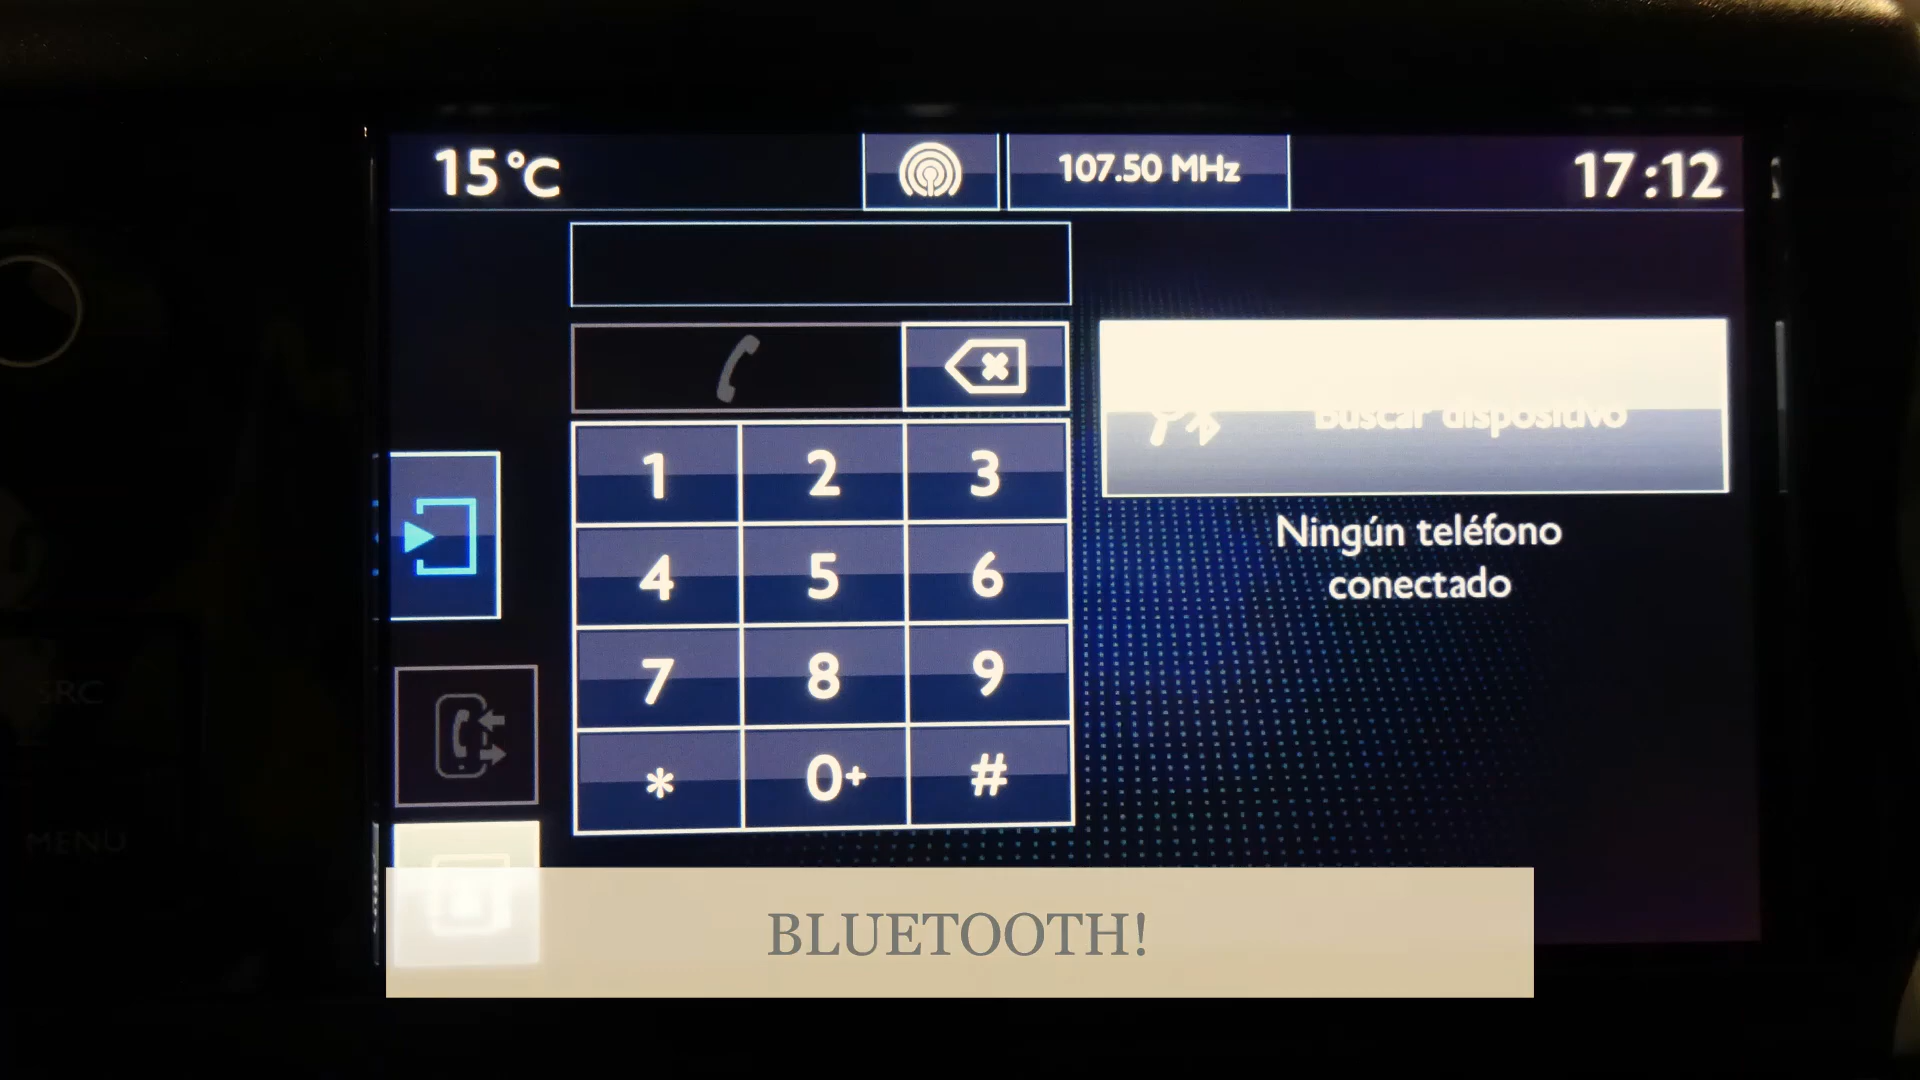 15°C
107.50 MHz
17:12
Buscar dispositivo
Ningún teléfono
conectado
1 2 3
4 5 6
7 8 9
* 0+ #
SRC
MENU
BLUETOOTH!